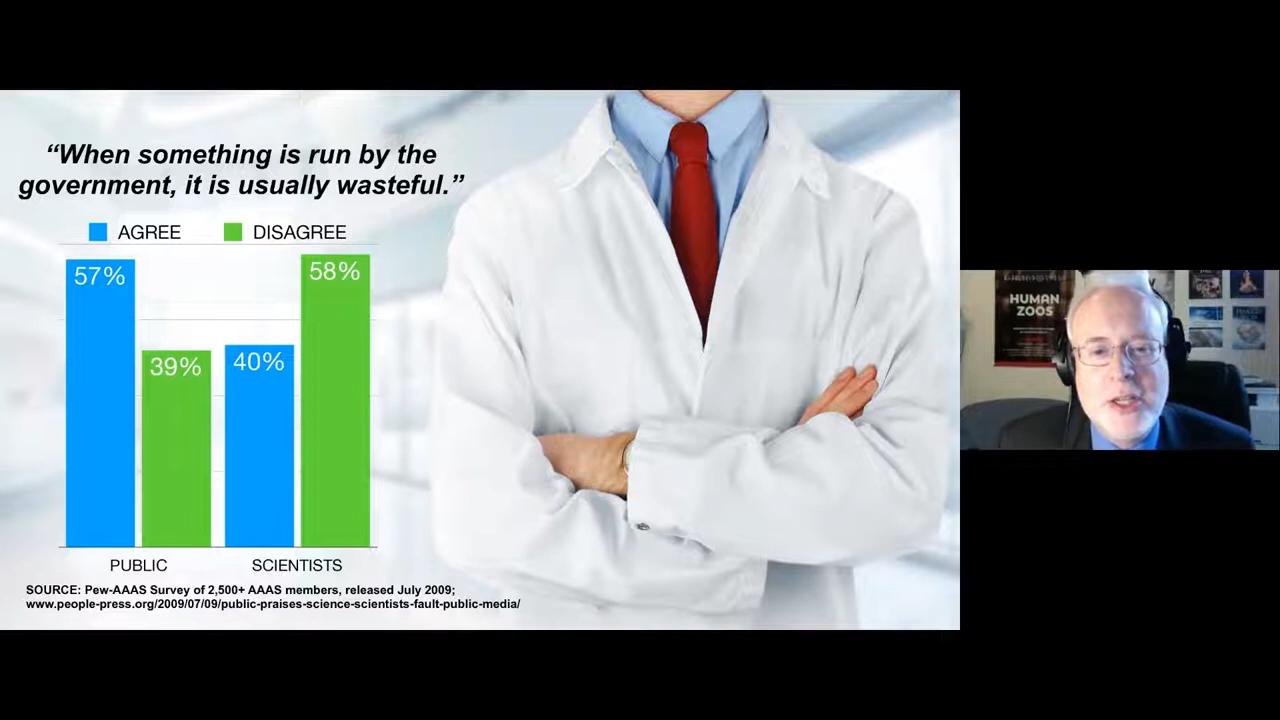 “When something is run by the
government, it is usually wasteful.”
AGREE DISAGREE
57%
39%
40%
58%
PUBLIC SCIENTISTS
SOURCE: Pew-AAAS Survey of 2,500+ AAAS members, released July 2009;
www.people-press.org/2009/07/09/public-praises-science-scientists-fault-public-media/
HUMAN
ZOOS